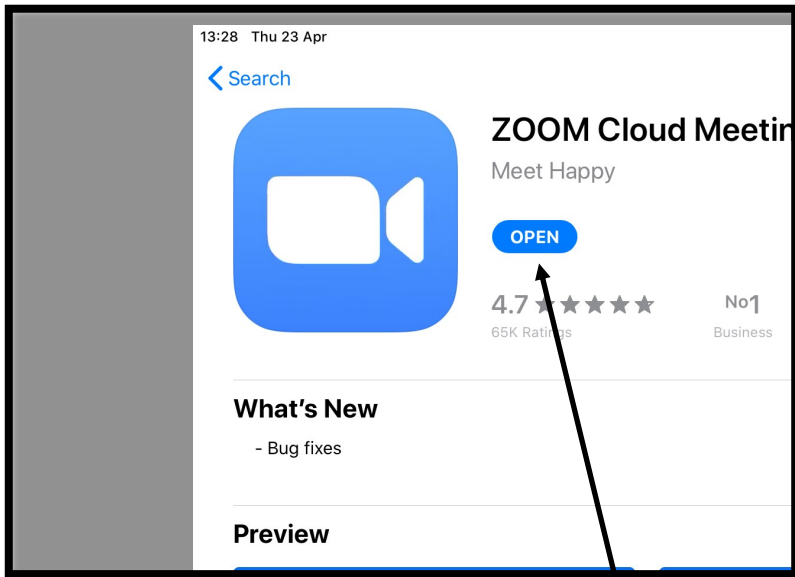 13:28 Thu 23 Apr
Search
ZOOM Cloud Meetin
Meet Happy
OPEN
4.7
No1
65K Ratings
Business
What's New
- Bug fixes
Preview